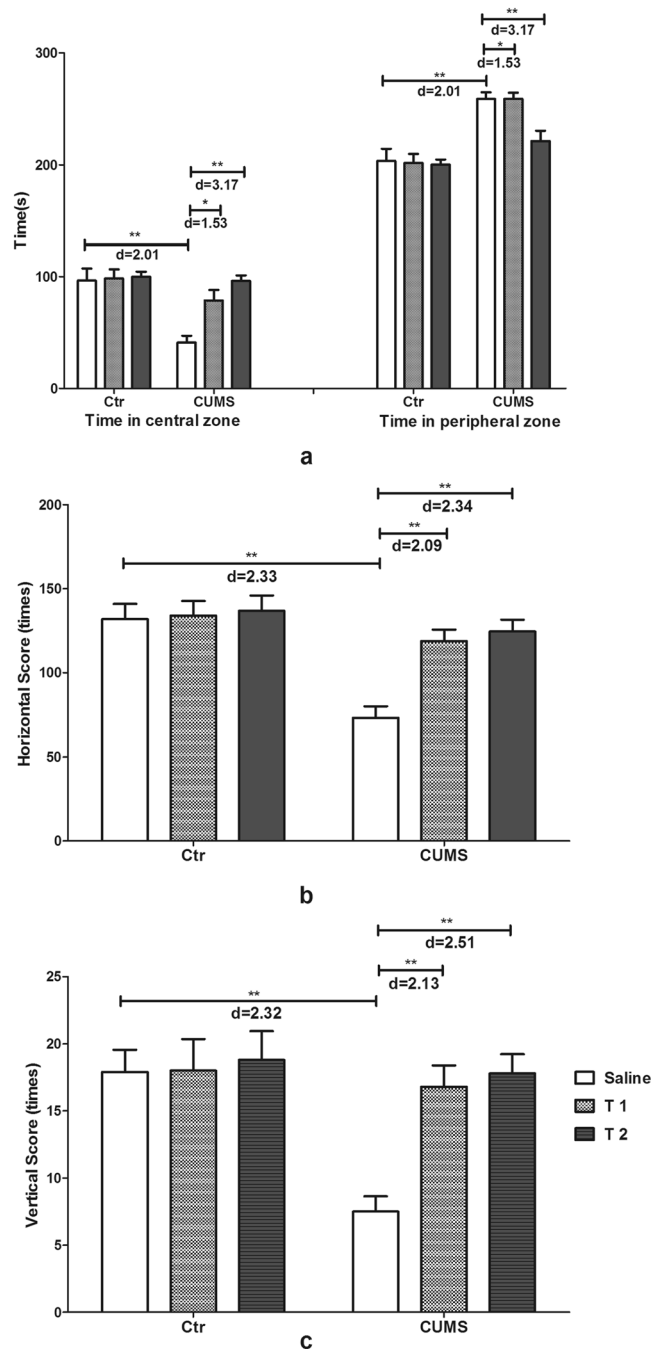 **
d=3.17
*
d=1.53
**
d=2.01
300
200
100
0
Time(s)
**
d=3.17
*
d=1.53
**
d=2.01
Ctr CUMS Ctr CUMS
Time in central zone Time in peripheral zone
a
200
150
100
50
0
Horizontal Score (times)
**
d=2.34
**
d=2.09
**
d=2.33
Ctr CUMS
b
**
d=2.51
**
d=2.13
**
d=2.32
25
20
15
10
5
0
Vertical Score (times)
Saline
T 1
T 2
Ctr CUMS
c